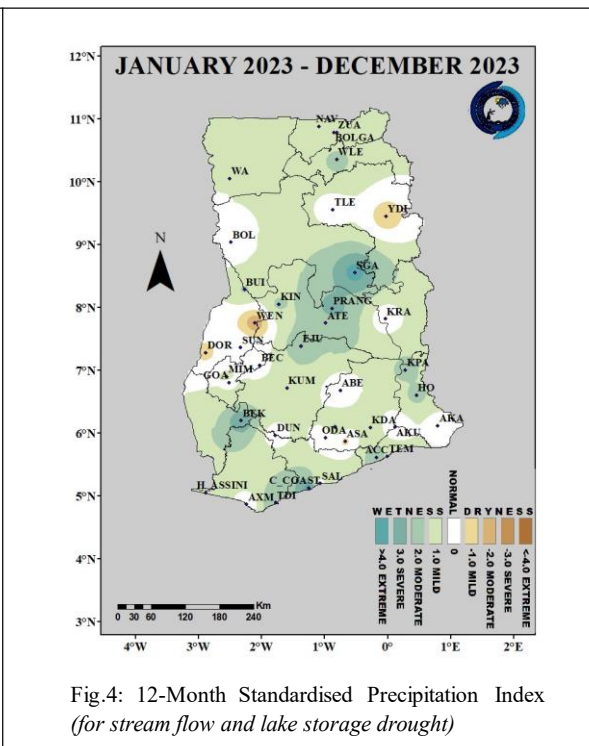 JANUARY 2023 - DECEMBER 2023
12°N
11°N
10°N
9°N
8°N
7°N
6°N
5°N
4°N
3°N
NAV
ZUA
BOLGA
WLE
WA
TLE
YDI
BOL
N
SGA
BUI
KIN
PRANG
WEN
ATE
KRA
SUN
DOR
EJU
BEC
KPA
GOA
MIM
KUM
ABE
HO
BEK
DUN
ODA
ASA
KDA
AKU
AKA
ACC
TEM
C_COAST
SAL
H_ASSINI
AXM
TDI
WETNESS
NORMAL
DRYNESS
>4.0 EXTREME
3.0 SEVERE
2.0 MODERATE
1.0 MILD
0
-1.0 MILD
-2.0 MODERATE
-3.0 SEVERE
<-4.0 EXTREME
Km
0 30 60 120 180 240
4°W
3°W
2°W
1°W
0°
1°E
2°E
Fig.4: 12-Month Standardised Precipitation Index
(for stream flow and lake storage drought)